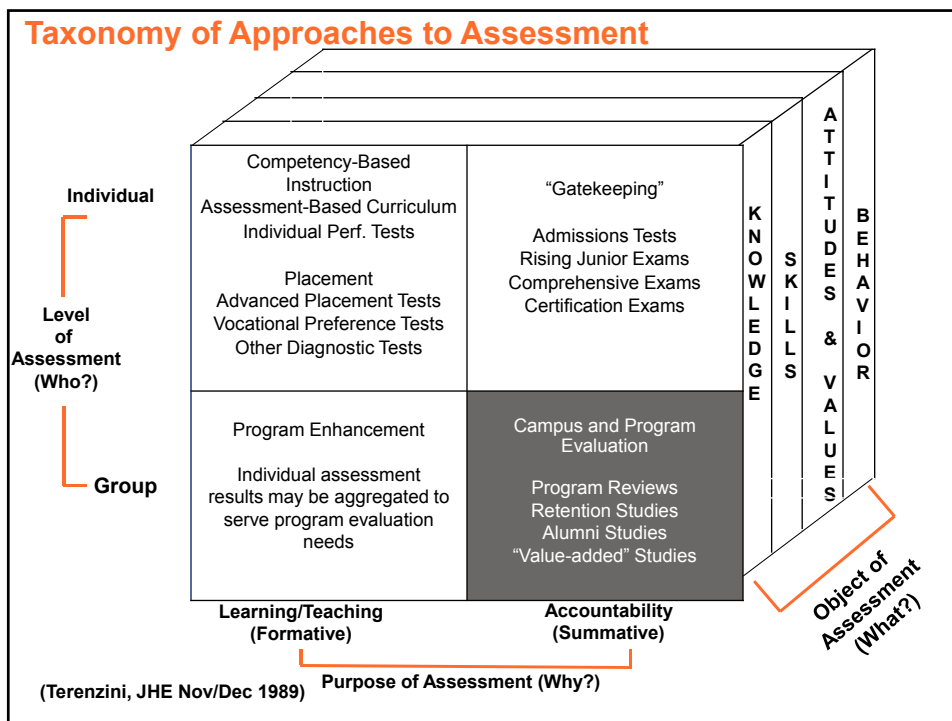 Taxonomy of Approaches to Assessment
Individual
Level
of
Assessment
(Who?)
Group
Competency-Based
Instruction
Assessment-Based Curriculum
Individual Perf. Tests
Placement
Advanced Placement Tests
Vocational Preference Tests
Other Diagnostic Tests
“Gatekeeping”
Admissions Tests
Rising Junior Exams
Comprehensive Exams
Certification Exams
Program Enhancement
Individual assessment
results may be aggregated to
serve program evaluation
needs
Campus and Program
Evaluation
Program Reviews
Retention Studies
Alumni Studies
“Value-added” Studies
KNOWLEDGE
SKILLS
ATTITUDES & VALUES
BEHAVIOR
Object of
Assessment
(What?)
Learning/Teaching
(Formative)
Accountability
(Summative)
Purpose of Assessment (Why?)
(Terenzini, JHE Nov/Dec 1989)